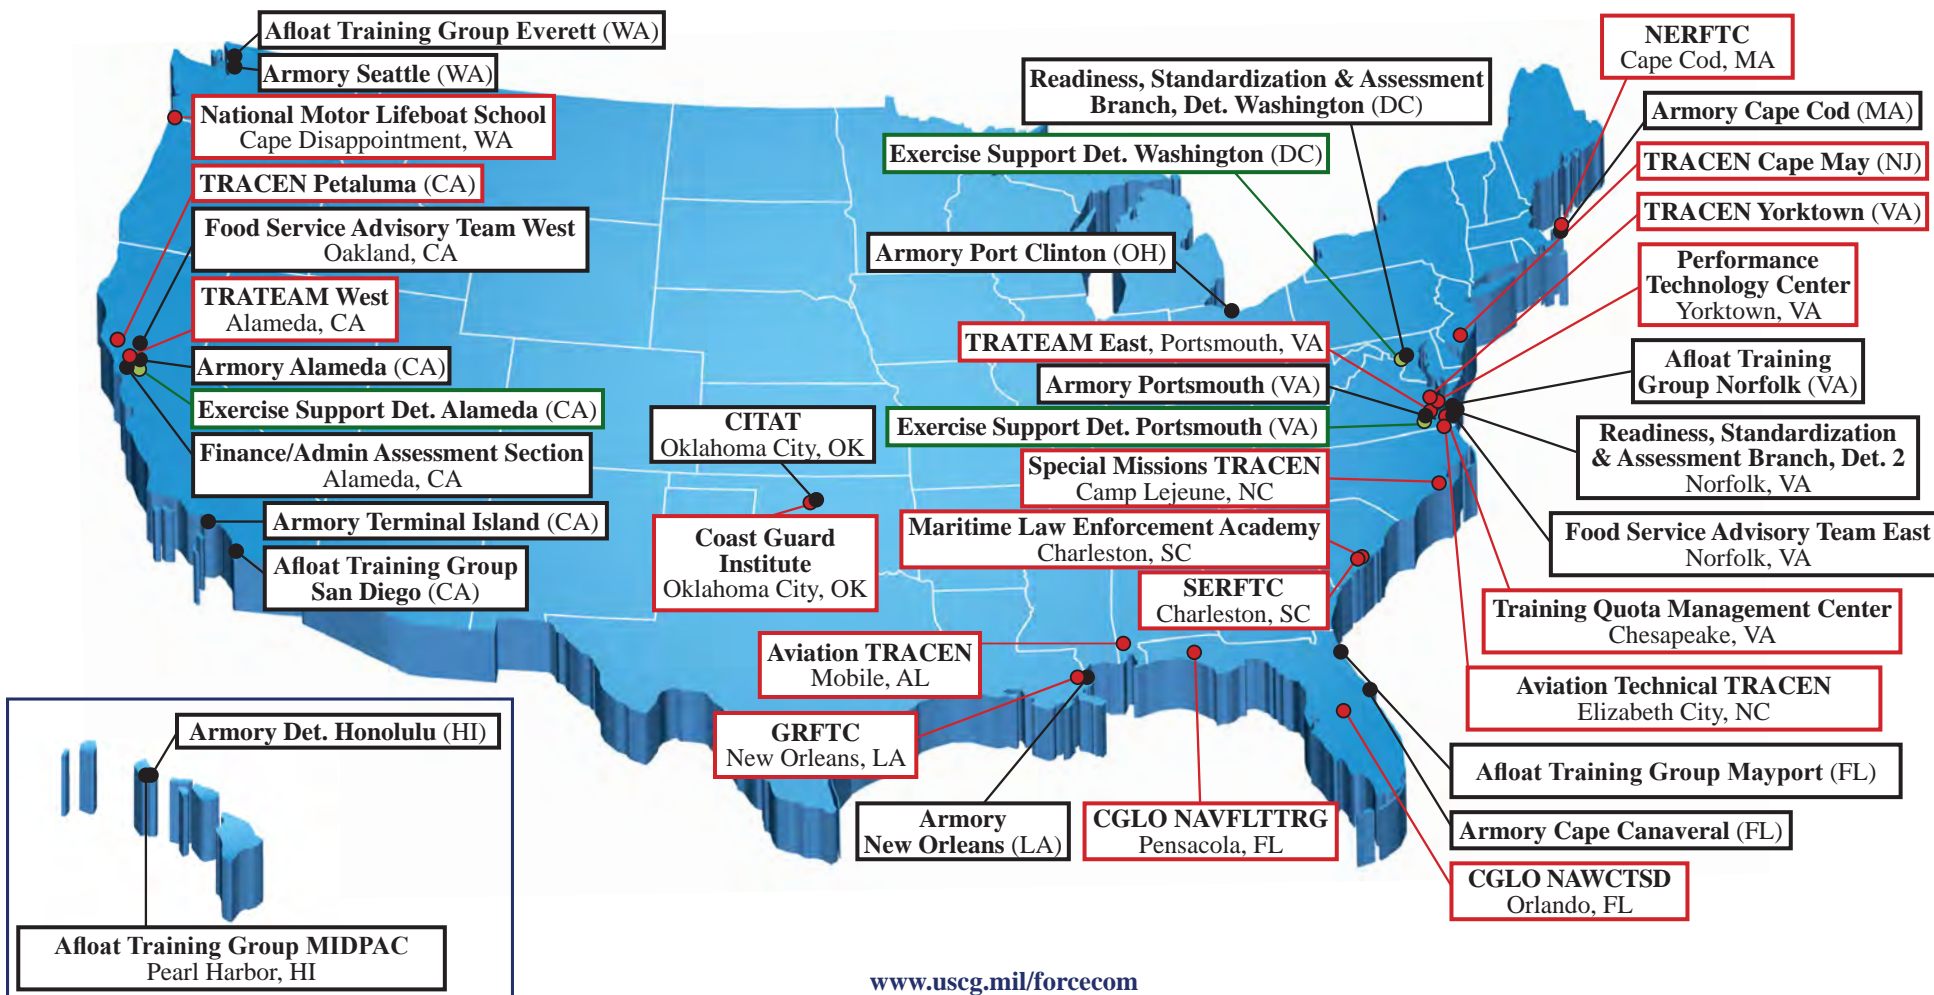 Afloat Training Group Everett (WA)
Armory Seattle (WA)
National Motor Lifeboat School
Cape Disappointment, WA
TRACEN Petaluma (CA)
Food Service Advisory Team West
Oakland, CA
TRATEAM West
Alameda, CA
Armory Alameda (CA)
Exercise Support Det. Alameda (CA)
Finance/Admin Assessment Section
Alameda, CA
Armory Terminal Island (CA)
Afloat Training Group
San Diego (CA)
Armory Det. Honolulu (HI)
Afloat Training Group MIDPAC
Pearl Harbor, HI
CITAT
Oklahoma City, OK
Coast Guard
Institute
Oklahoma City, OK
Readiness, Standardization & Assessment
Branch, Det. Washington (DC)
Exercise Support Det. Washington (DC)
Armory Port Clinton (OH)
TRATEAM East, Portsmouth, VA
Armory Portsmouth (VA)
Exercise Support Det. Portsmouth (VA)
Special Missions TRACEN
Camp Lejeune, NC
Maritime Law Enforcement Academy
Charleston, SC
SERFTC
Charleston, SC
Aviation TRACEN
Mobile, AL
GRFTC
New Orleans, LA
Armory
New Orleans (LA)
CGLO NAVFLTTRG
Pensacola, FL
NERFTC
Cape Cod, MA
Armory Cape Cod (MA)
TRACEN Cape May (NJ)
TRACEN Yorktown (VA)
Performance
Technology Center
Yorktown, VA
Afloat Training
Group Norfolk (VA)
Readiness, Standardization
& Assessment Branch, Det. 2
Norfolk, VA
Food Service Advisory Team East
Norfolk, VA
Training Quota Management Center
Chesapeake, VA
Aviation Technical TRACEN
Elizabeth City, NC
Afloat Training Group Mayport (FL)
Armory Cape Canaveral (FL)
CGLO NAWCTSD
Orlando, FL
www.uscg.mil/forcecom